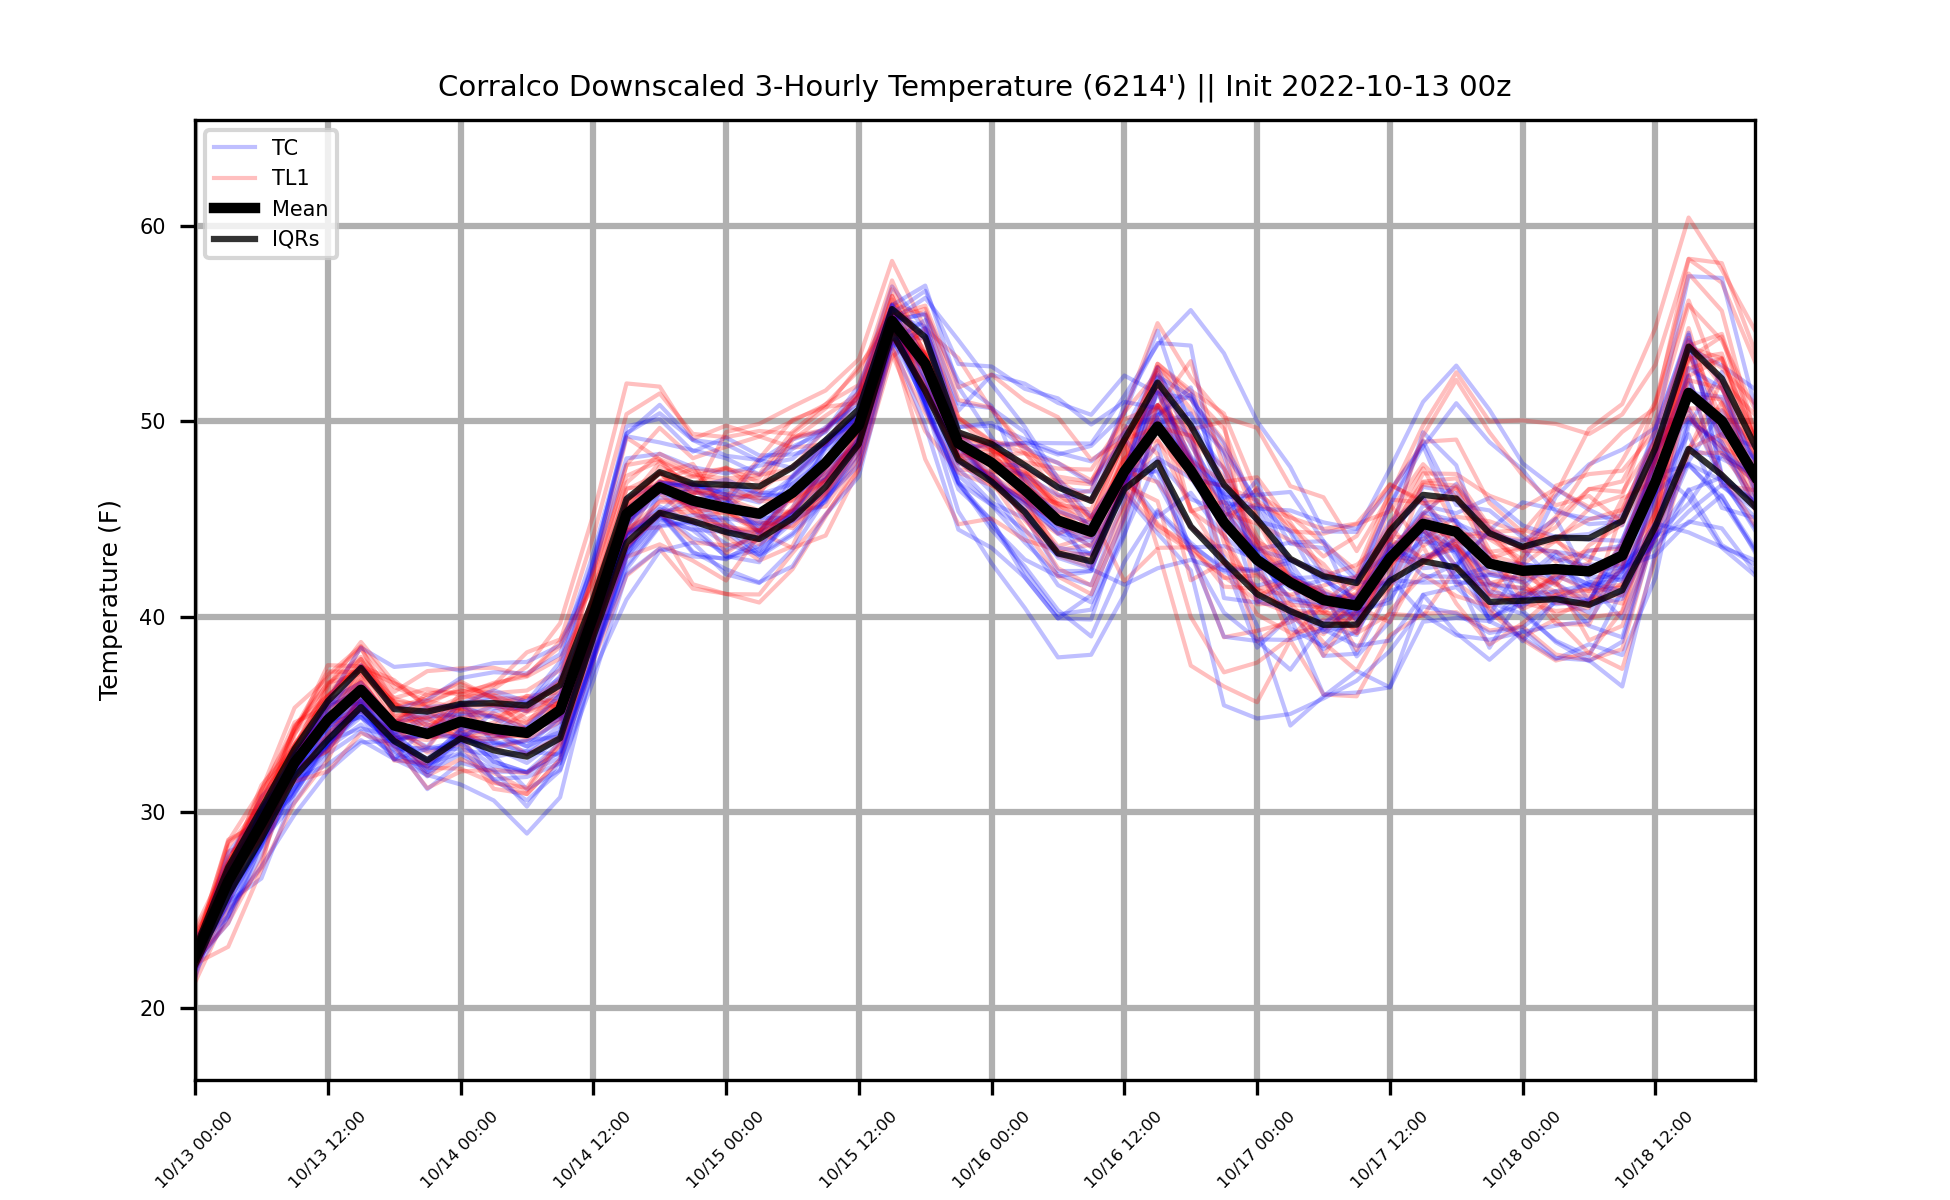 Corralco Downscaled 3-Hourly Temperature (6214') || Init 2022-10-13 00z
TC
TL1
Mean
IQRs
Temperature (F)
60
50
40
30
20
10/13 00:00
10/13 12:00
10/14 00:00
10/14 12:00
10/15 00:00
10/15 12:00
10/16 00:00
10/16 12:00
10/17 00:00
10/17 12:00
10/18 00:00
10/18 12:00